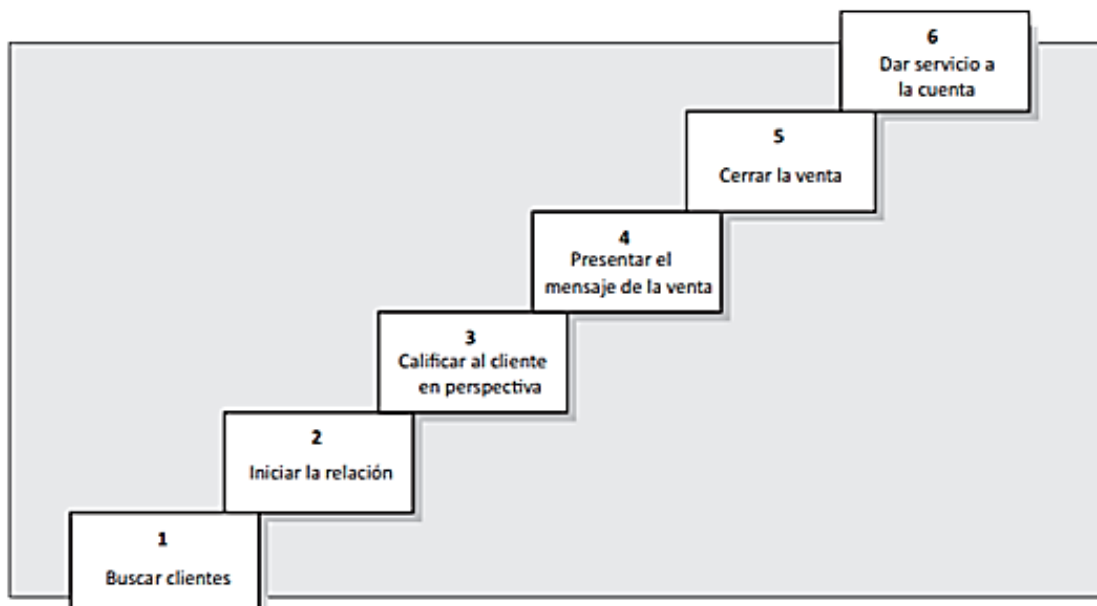 6
Dar servicio a
la cuenta
5
Cerrar la venta
4
Presentar el
mensaje de la venta
3
Calificar al cliente
en perspectiva
2
Iniciar la relación
1
Buscar clientes